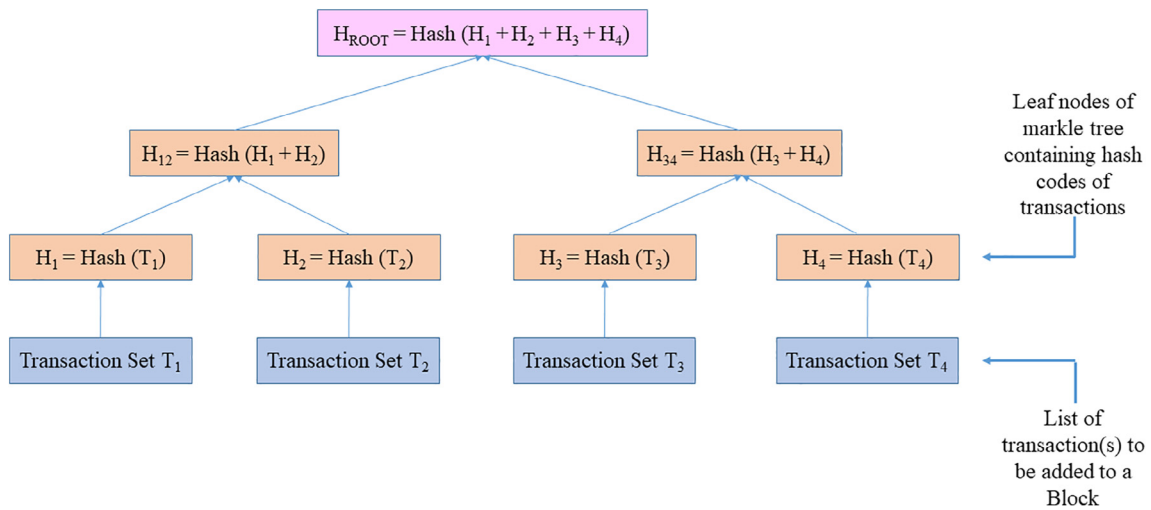 H_ROOT = Hash (H₁ + H₂ + H₃ + H₄)
H₁₂ = Hash (H₁ + H₂)
H₃₄ = Hash (H₃ + H₄)
Leaf nodes of
markle tree
containing hash
codes of
transactions
H₁ = Hash (T₁)
H₂ = Hash (T₂)
H₃ = Hash (T₃)
H₄ = Hash (T₄)
Transaction Set T₁
Transaction Set T₂
Transaction Set T₃
Transaction Set T₄
List of
transaction(s) to
be added to a
Block